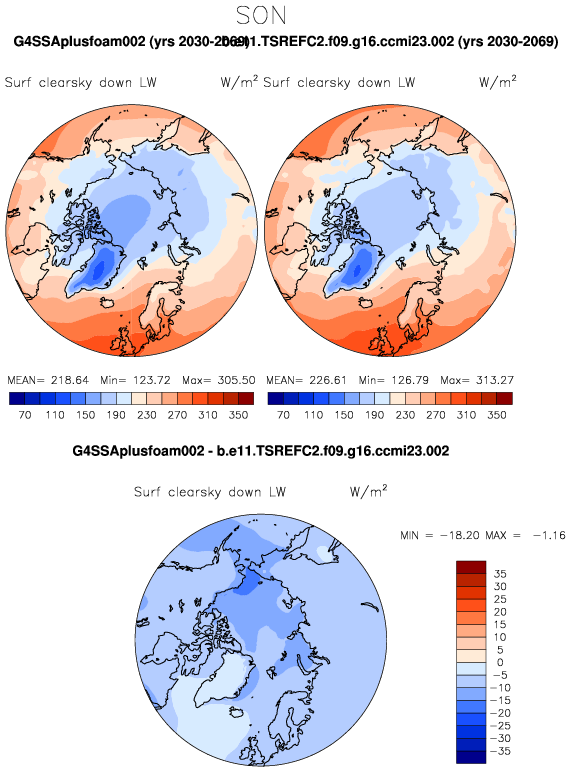 SON
G4SSAplusfoam002 (yrs 2030-2069) b.e11.TSREFC2.f09.g16.ccmi23.002 (yrs 2030-2069)
Surf clearsky down LW W/m² Surf clearsky down LW W/m²
MEAN= 218.64 Min= 123.72 Max= 305.50 MEAN= 226.61 Min= 126.79 Max= 313.27
70 110 150 190 230 270 310 350 70 110 150 190 230 270 310 350
G4SSAplusfoam002 - b.e11.TSREFC2.f09.g16.ccmi23.002
Surf clearsky down LW W/m²
MIN = -18.20 MAX = -1.16
35
30
25
20
15
10
5
0
-5
-10
-15
-20
-25
-30
-35